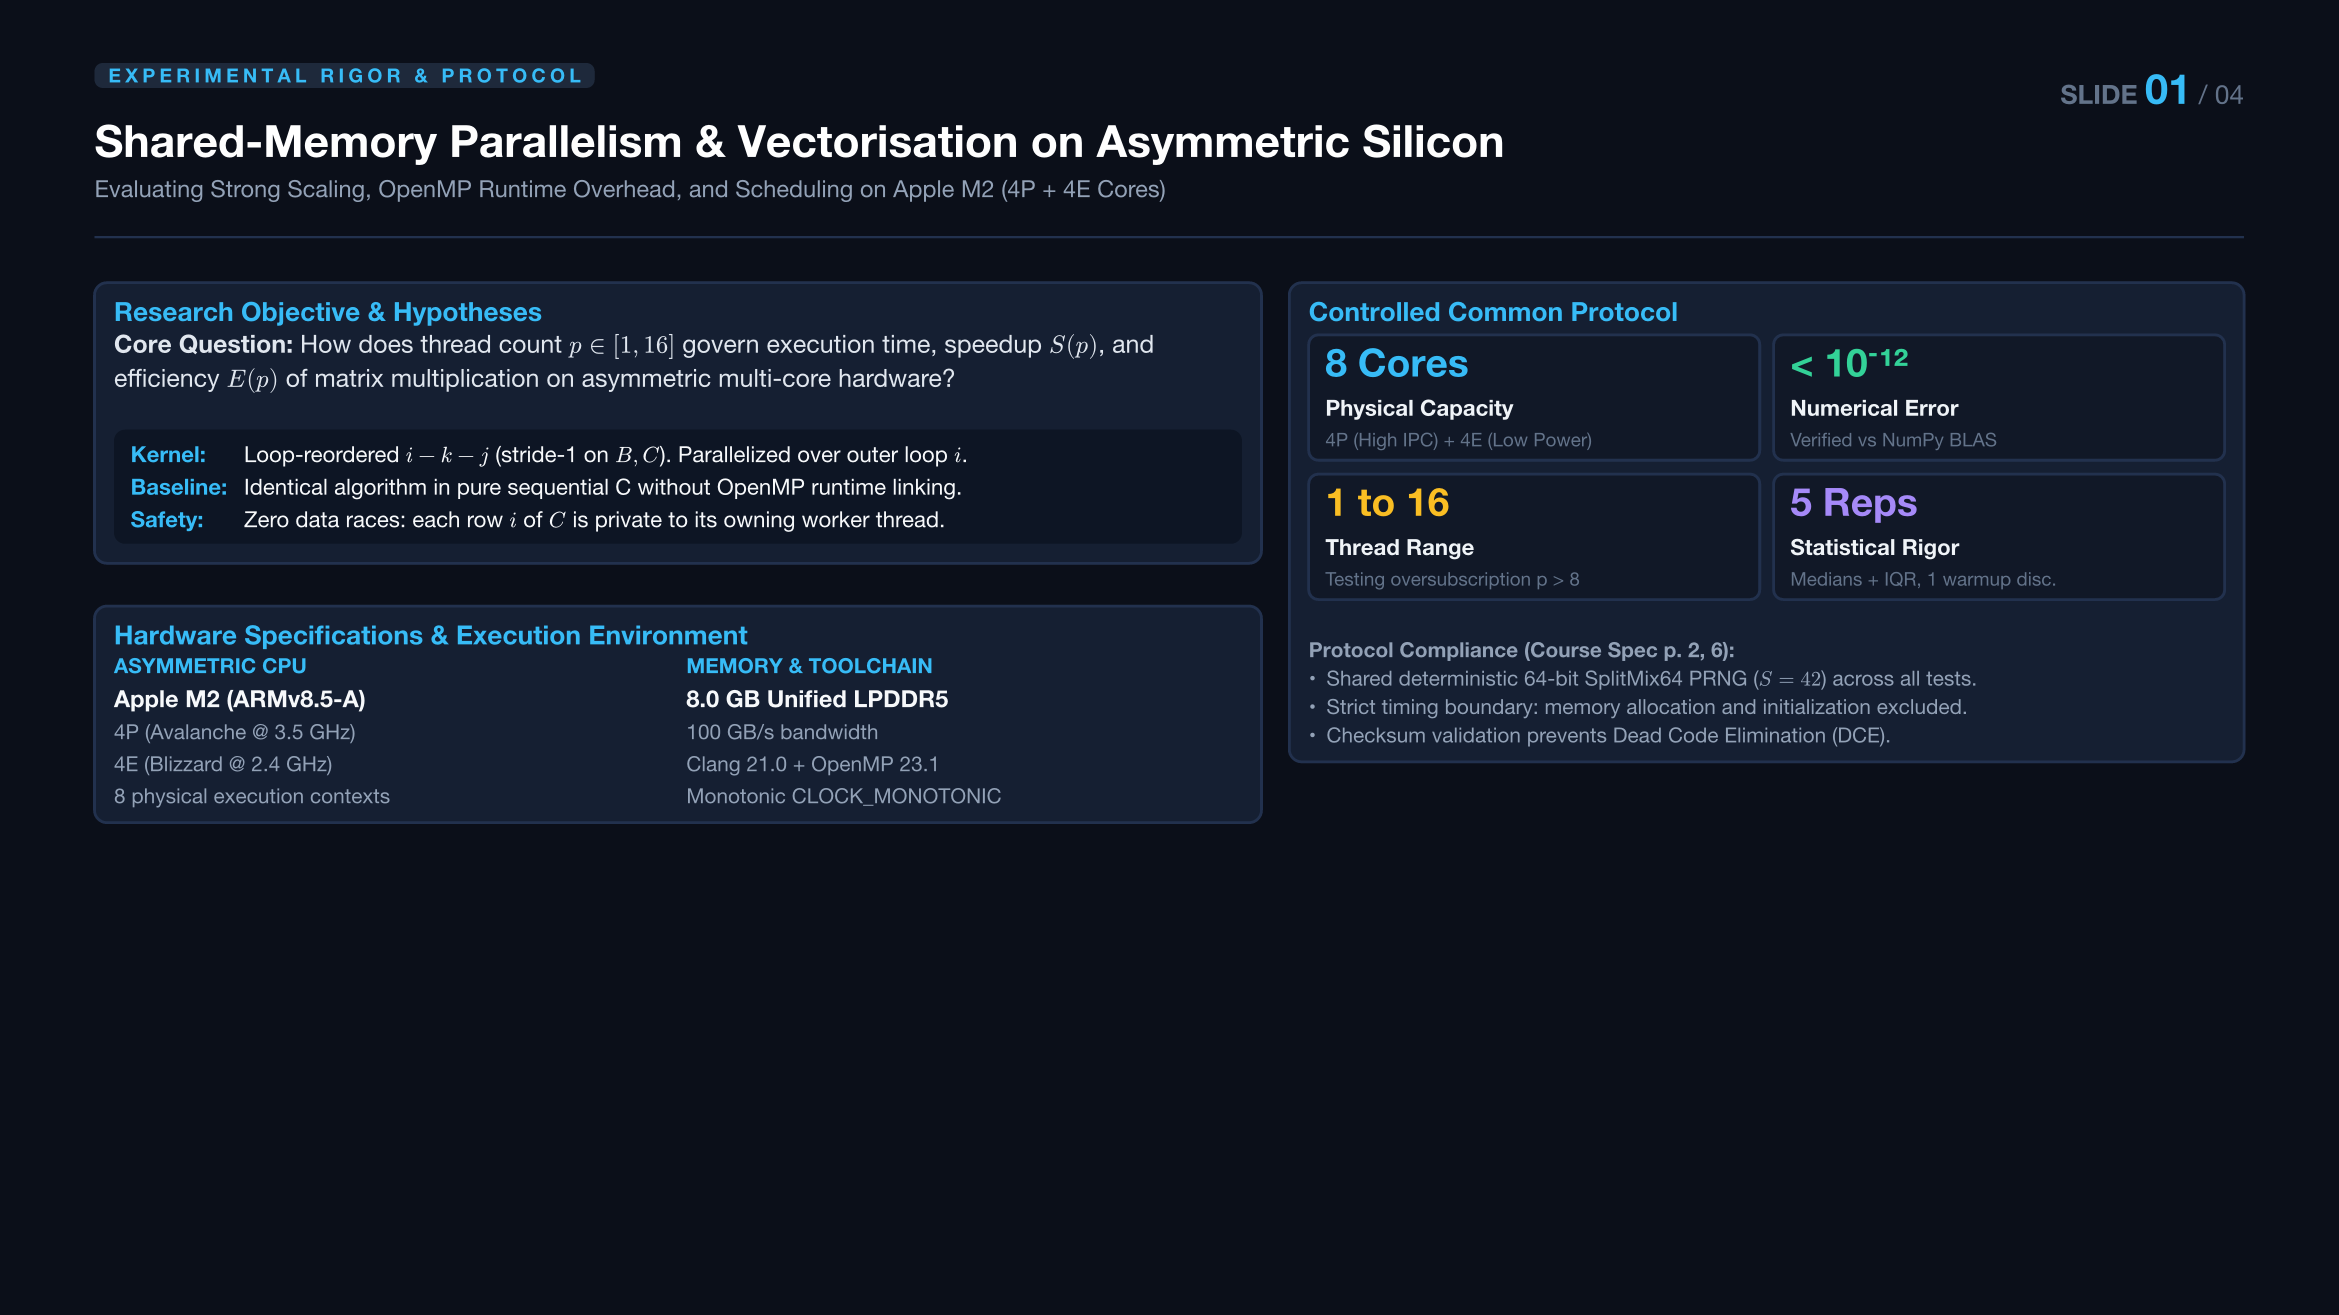 EXPERIMENTAL RIGOR & PROTOCOL
SLIDE 01 / 04
Shared-Memory Parallelism & Vectorisation on Asymmetric Silicon
Evaluating Strong Scaling, OpenMP Runtime Overhead, and Scheduling on Apple M2 (4P + 4E Cores)
Research Objective & Hypotheses
Core Question: How does thread count p ∈ [1, 16] govern execution time, speedup S(p), and
efficiency E(p) of matrix multiplication on asymmetric multi-core hardware?
Kernel: Loop-reordered i − k − j (stride-1 on B, C). Parallelized over outer loop i.
Baseline: Identical algorithm in pure sequential C without OpenMP runtime linking.
Safety: Zero data races: each row i of C is private to its owning worker thread.
Hardware Specifications & Execution Environment
ASYMMETRIC CPU
Apple M2 (ARMv8.5-A)
4P (Avalanche @ 3.5 GHz)
4E (Blizzard @ 2.4 GHz)
8 physical execution contexts
MEMORY & TOOLCHAIN
8.0 GB Unified LPDDR5
100 GB/s bandwidth
Clang 21.0 + OpenMP 23.1
Monotonic CLOCK_MONOTONIC
Controlled Common Protocol
8 Cores
Physical Capacity
4P (High IPC) + 4E (Low Power)
< 10⁻¹²
Numerical Error
Verified vs NumPy BLAS
1 to 16
Thread Range
Testing oversubscription p > 8
5 Reps
Statistical Rigor
Medians + IQR, 1 warmup disc.
Protocol Compliance (Course Spec p. 2, 6):
• Shared deterministic 64-bit SplitMix64 PRNG (S = 42) across all tests.
• Strict timing boundary: memory allocation and initialization excluded.
• Checksum validation prevents Dead Code Elimination (DCE).